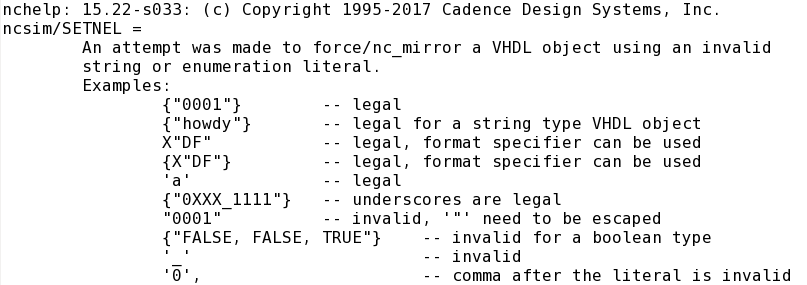 nchelp: 15.22-s033: (c) Copyright 1995-2017 Cadence Design Systems, Inc.
ncsim/SETNEL =
        An attempt was made to force/nc_mirror a VHDL object using an invalid
        string or enumeration literal.
        Examples:
                {"0001"}        -- legal
                {"howdy"}       -- legal for a string type VHDL object
                X"DF"           -- legal, format specifier can be used
                {X"DF"}         -- legal, format specifier can be used
                'a'             -- legal
                {"0XXX_1111"}   -- underscores are legal
                "0001"          -- invalid, '"' need to be escaped
                {"FALSE, FALSE, TRUE"}    -- invalid for a boolean type
                '_'                       -- invalid
                '0',                      -- comma after the literal is invalid